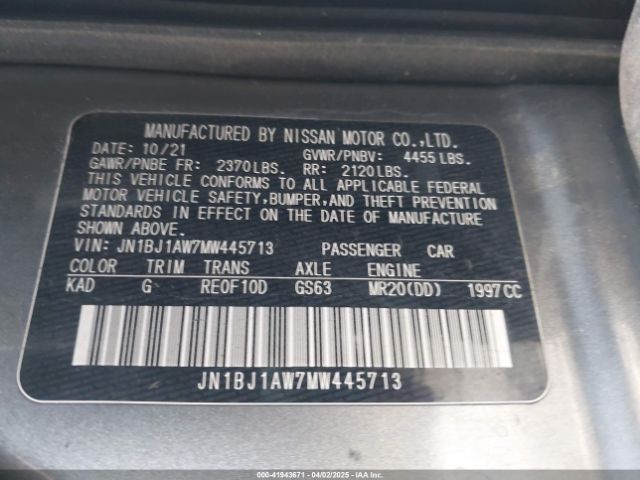 MANUFACTURED BY NISSAN MOTOR CO.,LTD.
DATE: 10/21 GVWR/PNBV: 4455 LBS.
GAWR/PNBE FR: 2370LBS. RR: 2120LBS.
THIS VEHICLE CONFORMS TO ALL APPLICABLE FEDERAL
MOTOR VEHICLE SAFETY,BUMPER,AND THEFT PREVENTION
STANDARDS IN EFFECT ON THE DATE OF MANUFACTURE
SHOWN ABOVE.
VIN: JN1BJ1AW7MW445713 PASSENGER CAR
COLOR TRIM TRANS AXLE ENGINE
KAD G RE0F10D GS63 MR20(DD) 1997CC
JN1BJ1AW7MW445713
000-41943671 - 04/02/2025 - IAAI.COM